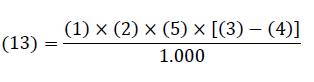 (13) = (1) × (2) × (5) × [(3) − (4)]
1.000